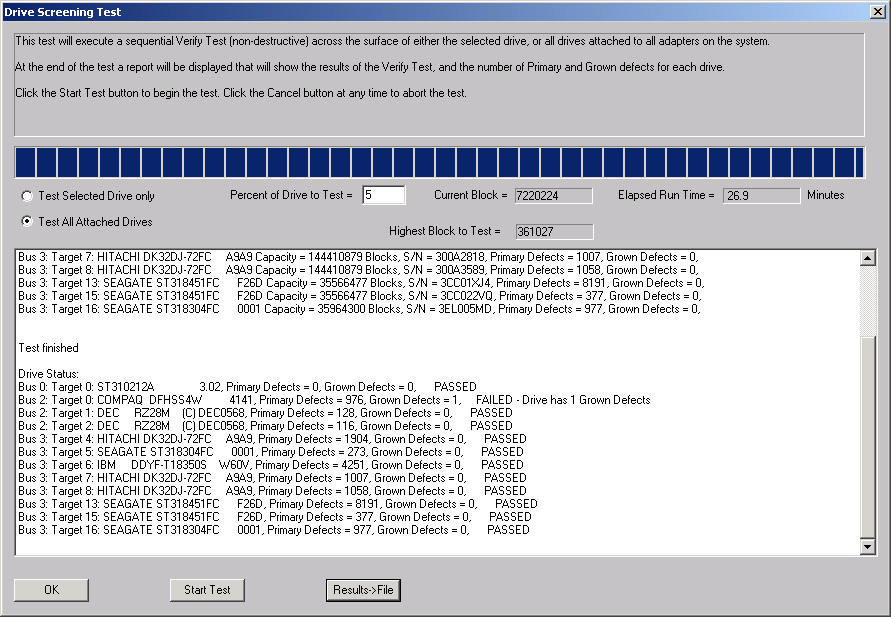 Drive Screening Test
This test will execute a sequential Verify Test (non-destructive) across the surface of either the selected drive, or all drives attached to all adapters on the system.
At the end of the test a report will be displayed that will show the results of the Verify Test, and the number of Primary and Grown defects for each drive.
Click the Start Test button to begin the test. Click the Cancel button at any time to abort the test.
Test Selected Drive only
Percent of Drive to Test = 5
Current Block = 7220224
Elapsed Run Time = 26.9 Minutes
Test All Attached Drives
Highest Block to Test = 361027
Bus 3: Target 7: HITACHI DK32DJ-72FC A9A9 Capacity = 144410879 Blocks, S/N = 300A2818, Primary Defects = 1007, Grown Defects = 0,
Bus 3: Target 8: HITACHI DK32DJ-72FC A9A9 Capacity = 144410879 Blocks, S/N = 300A3589, Primary Defects = 1058, Grown Defects = 0,
Bus 3: Target 13: SEAGATE ST318451FC F26D Capacity = 35566477 Blocks, S/N = 3CC01XJ4, Primary Defects = 8191, Grown Defects = 0,
Bus 3: Target 15: SEAGATE ST318451FC F26D Capacity = 35566477 Blocks, S/N = 3CC022VQ, Primary Defects = 377, Grown Defects = 0,
Bus 3: Target 16: SEAGATE ST318304FC 0001 Capacity = 35964300 Blocks, S/N = 3EL005MD, Primary Defects = 977, Grown Defects = 0,
Test finished
Drive Status:
Bus 0: Target 0: ST310212A 3.02, Primary Defects = 0, Grown Defects = 0, PASSED
Bus 2: Target 0: COMPAQ DFHSS4W 4141, Primary Defects = 976, Grown Defects = 1, FAILED - Drive has 1 Grown Defects
Bus 2: Target 1: DEC RZ28M (C) DEC0568, Primary Defects = 128, Grown Defects = 0, PASSED
Bus 2: Target 2: DEC RZ28M (C) DEC0568, Primary Defects = 116, Grown Defects = 0, PASSED
Bus 3: Target 4: HITACHI DK32DJ-72FC A9A9, Primary Defects = 1904, Grown Defects = 0, PASSED
Bus 3: Target 5: SEAGATE ST318304FC 0001, Primary Defects = 273, Grown Defects = 0, PASSED
Bus 3: Target 6: IBM DDYF-T18350S W60V, Primary Defects = 4251, Grown Defects = 0, PASSED
Bus 3: Target 7: HITACHI DK32DJ-72FC A9A9, Primary Defects = 1007, Grown Defects = 0, PASSED
Bus 3: Target 8: HITACHI DK32DJ-72FC A9A9, Primary Defects = 1058, Grown Defects = 0, PASSED
Bus 3: Target 13: SEAGATE ST318451FC F26D, Primary Defects = 8191, Grown Defects = 0, PASSED
Bus 3: Target 15: SEAGATE ST318451FC F26D, Primary Defects = 377, Grown Defects = 0, PASSED
Bus 3: Target 16: SEAGATE ST318304FC 0001, Primary Defects = 977, Grown Defects = 0, PASSED
OK
Start Test
Results->File